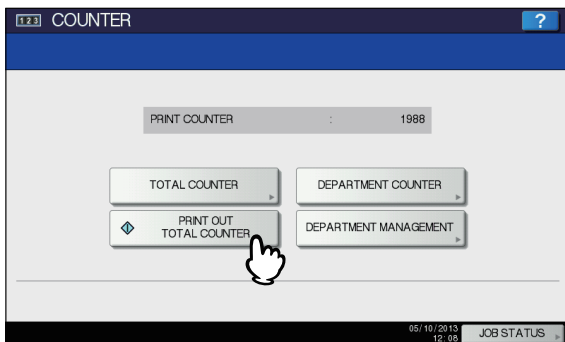 123 COUNTER ?
PRINT COUNTER : 1988
TOTAL COUNTER DEPARTMENT COUNTER
PRINT OUT
TOTAL COUNTER DEPARTMENT MANAGEMENT
05/10/2013
12:08 JOB STATUS